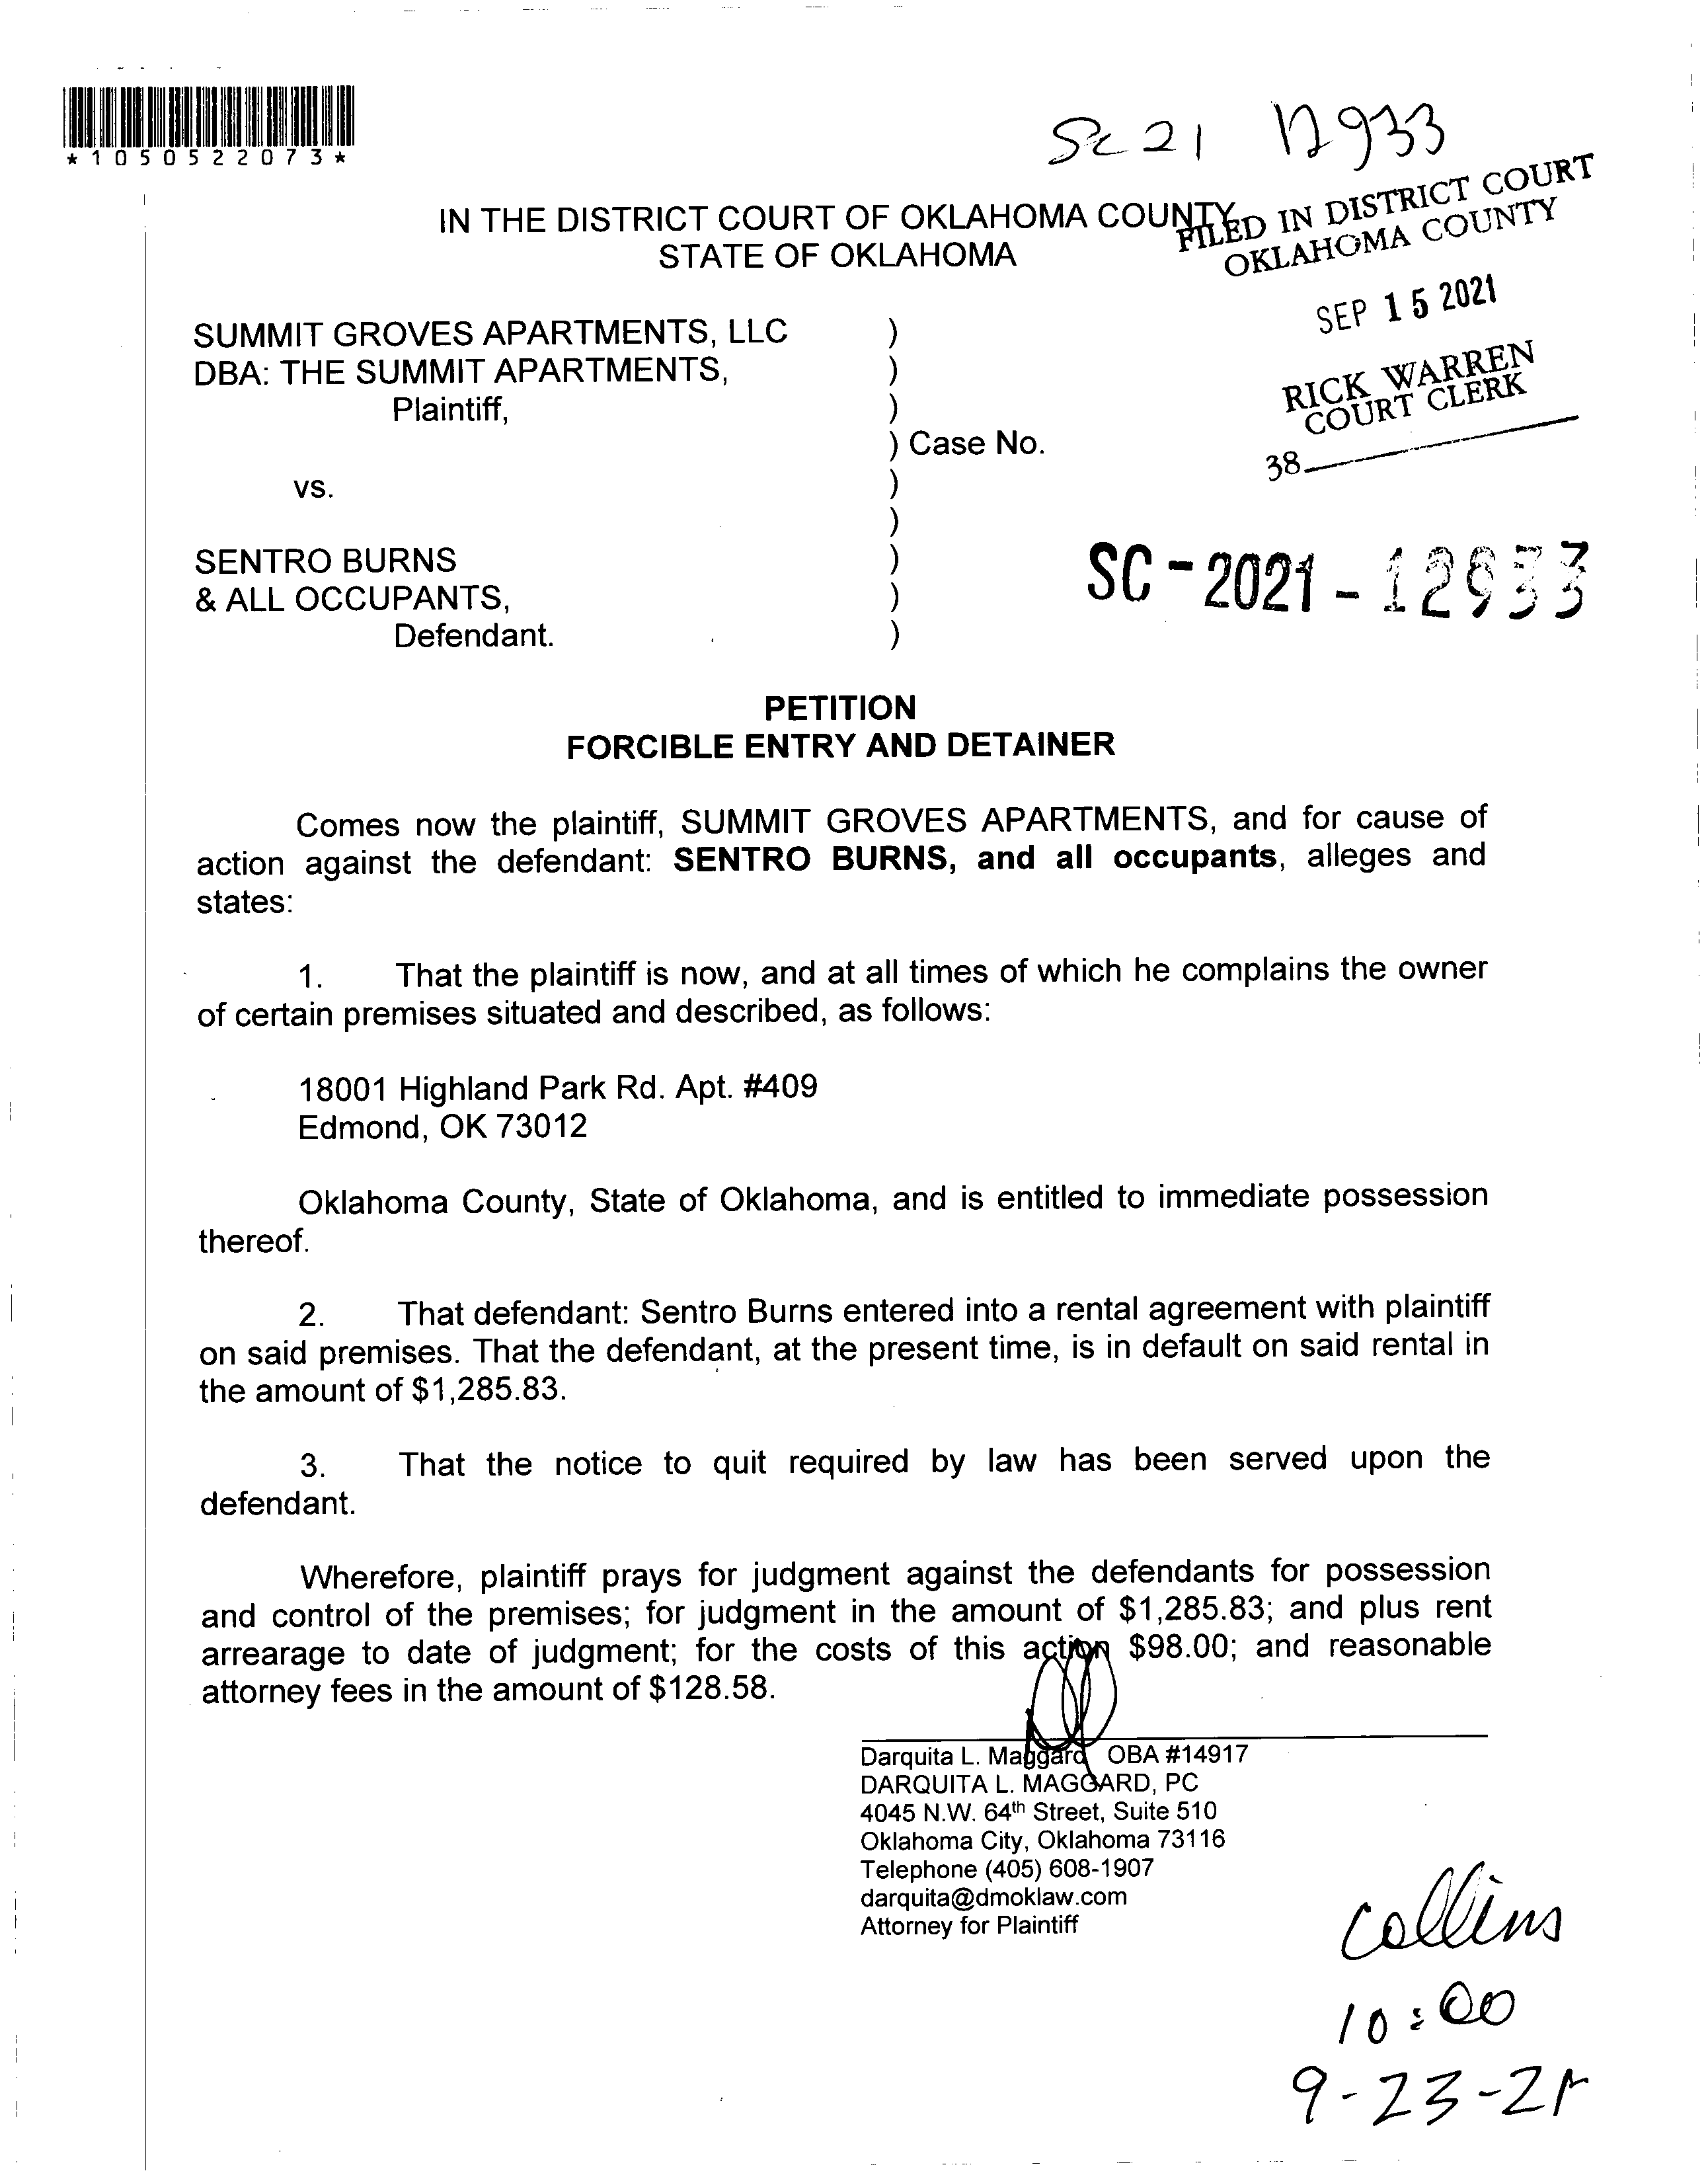 *1050522073*
SC 21 12933
IN THE DISTRICT COURT OF OKLAHOMA COUNTY
STATE OF OKLAHOMA
FILED IN DISTRICT COURT
OKLAHOMA COUNTY
SEP 15 2021
RICK WARREN
COURT CLERK
38
SUMMIT GROVES APARTMENTS, LLC )
DBA: THE SUMMIT APARTMENTS, )
Plaintiff, )
) Case No.
vs. )
)
SENTRO BURNS )
& ALL OCCUPANTS, )
Defendant. )
SC - 2021 - 12933
PETITION
FORCIBLE ENTRY AND DETAINER
Comes now the plaintiff, SUMMIT GROVES APARTMENTS, and for cause of
action against the defendant: SENTRO BURNS, and all occupants, alleges and
states:
1. That the plaintiff is now, and at all times of which he complains the owner
of certain premises situated and described, as follows:
18001 Highland Park Rd. Apt. #409
Edmond, OK 73012
Oklahoma County, State of Oklahoma, and is entitled to immediate possession
thereof.
2. That defendant: Sentro Burns entered into a rental agreement with plaintiff
on said premises. That the defendant, at the present time, is in default on said rental in
the amount of $1,285.83.
3. That the notice to quit required by law has been served upon the
defendant.
Wherefore, plaintiff prays for judgment against the defendants for possession
and control of the premises; for judgment in the amount of $1,285.83; and plus rent
arrearage to date of judgment; for the costs of this action $98.00; and reasonable
attorney fees in the amount of $128.58.
Darquita L. Maggard OBA #14917
DARQUITA L. MAGGARD, PC
4045 N.W. 64th Street, Suite 510
Oklahoma City, Oklahoma 73116
Telephone (405) 608-1907
darquita@dmoklaw.com
Attorney for Plaintiff
Collins
10:00
9-23-21